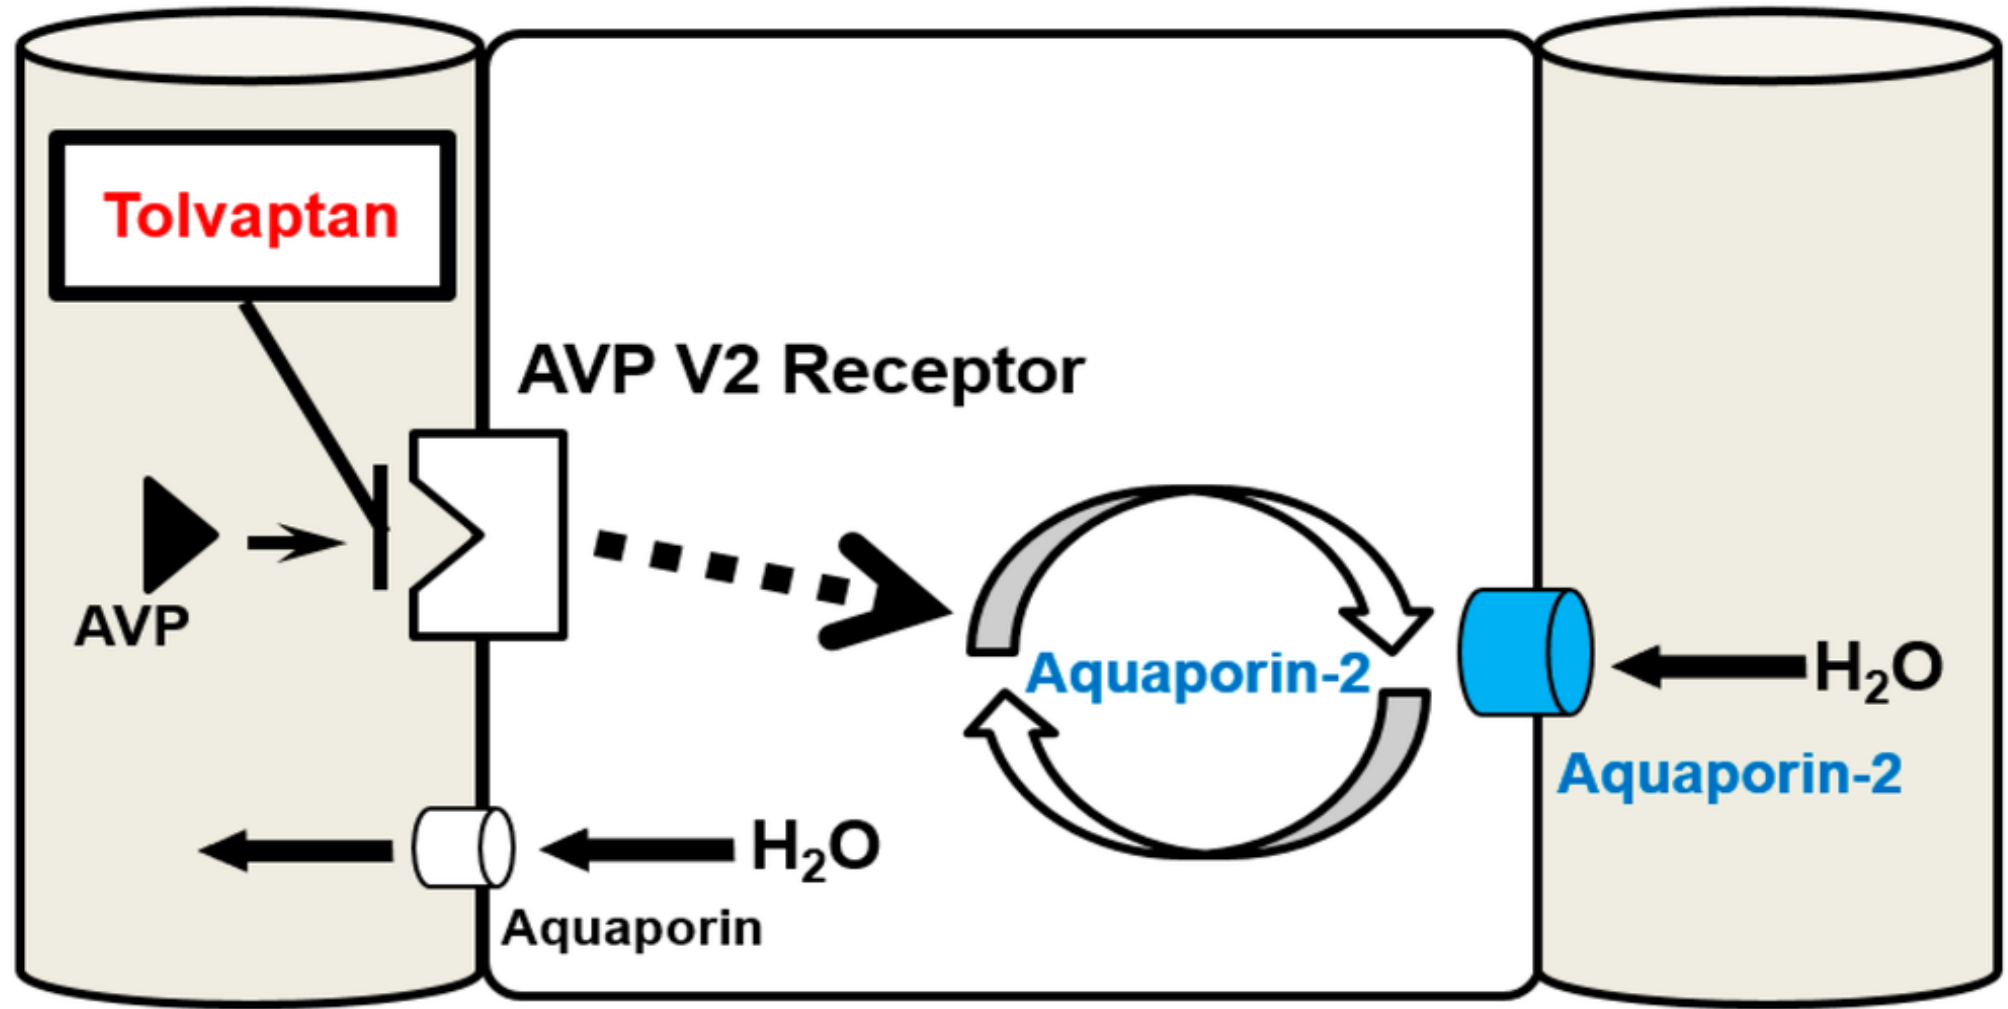 Tolvaptan
AVP V2 Receptor
AVP
Aquaporin-2
H₂O
Aquaporin-2
H₂O
Aquaporin